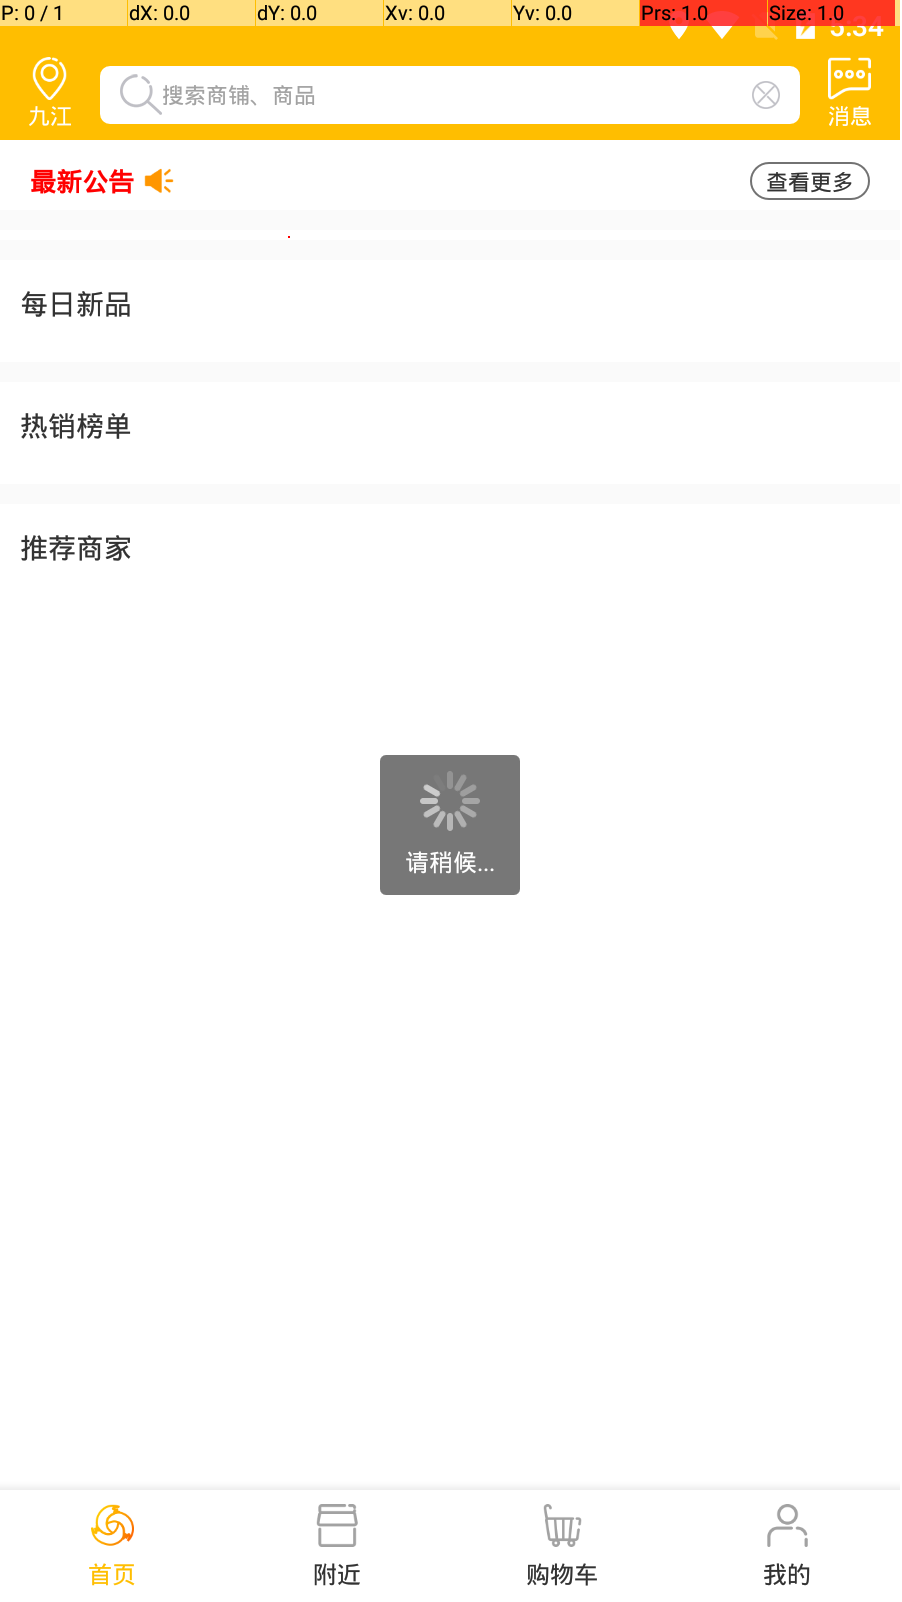 P: 0 / 1 dX: 0.0 dY: 0.0 Xv: 0.0 Yv: 0.0 Prs: 1.0 Size: 1.0
5:34
九江 搜索商铺、商品 消息
最新公告 查看更多
每日新品
热销榜单
推荐商家
请稍候...
首页 附近 购物车 我的